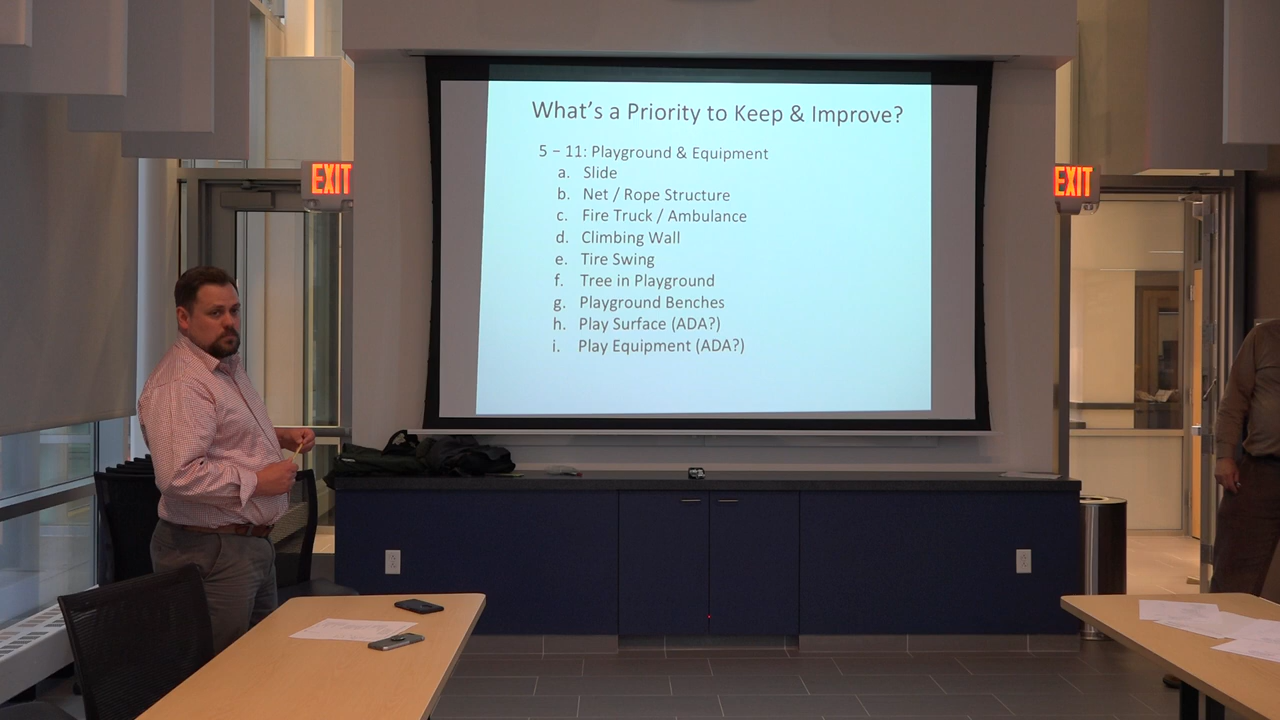 What's a Priority to Keep & Improve?
5 – 11: Playground & Equipment
a. Slide
b. Net / Rope Structure
c. Fire Truck / Ambulance
d. Climbing Wall
e. Tire Swing
f. Tree in Playground
g. Playground Benches
h. Play Surface (ADA?)
i. Play Equipment (ADA?)
EXIT
EXIT